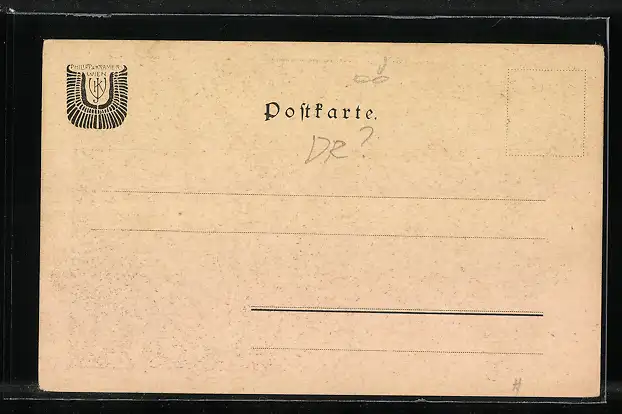 PHILIPP & KRAMER
WIEN
Postkarte.
DR?